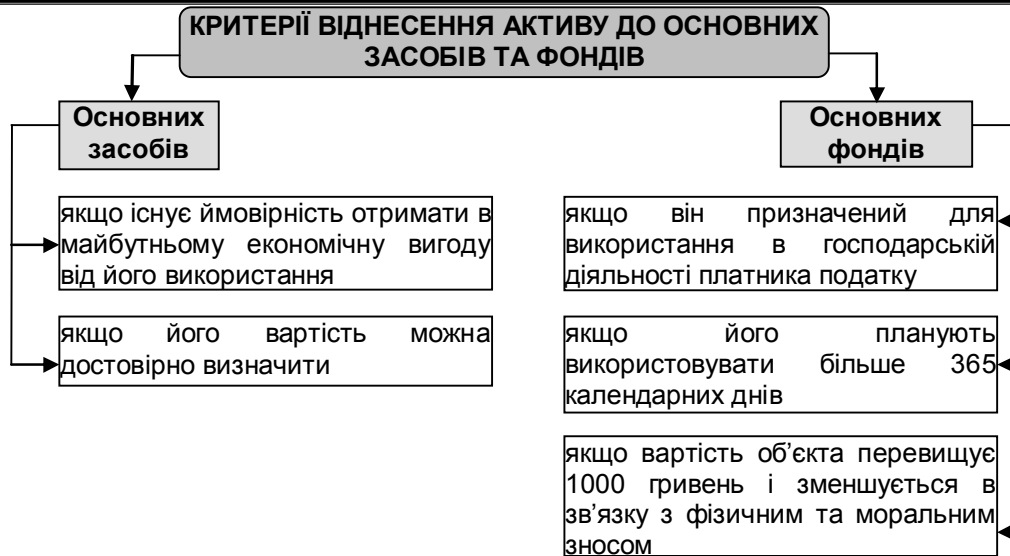 КРИТЕРІЇ ВІДНЕСЕННЯ АКТИВУ ДО ОСНОВНИХ
ЗАСОБІВ ТА ФОНДІВ
Основних
засобів
якщо існує ймовірність отримати в
майбутньому економічну вигоду
від його використання
якщо його вартість можна
достовірно визначити
Основних
фондів
якщо він призначений для
використання в господарській
діяльності платника податку
якщо його планують
використовувати більше 365
календарних днів
якщо вартість об’єкта перевищує
1000 гривень і зменшується в
зв’язку з фізичним та моральним
зносом